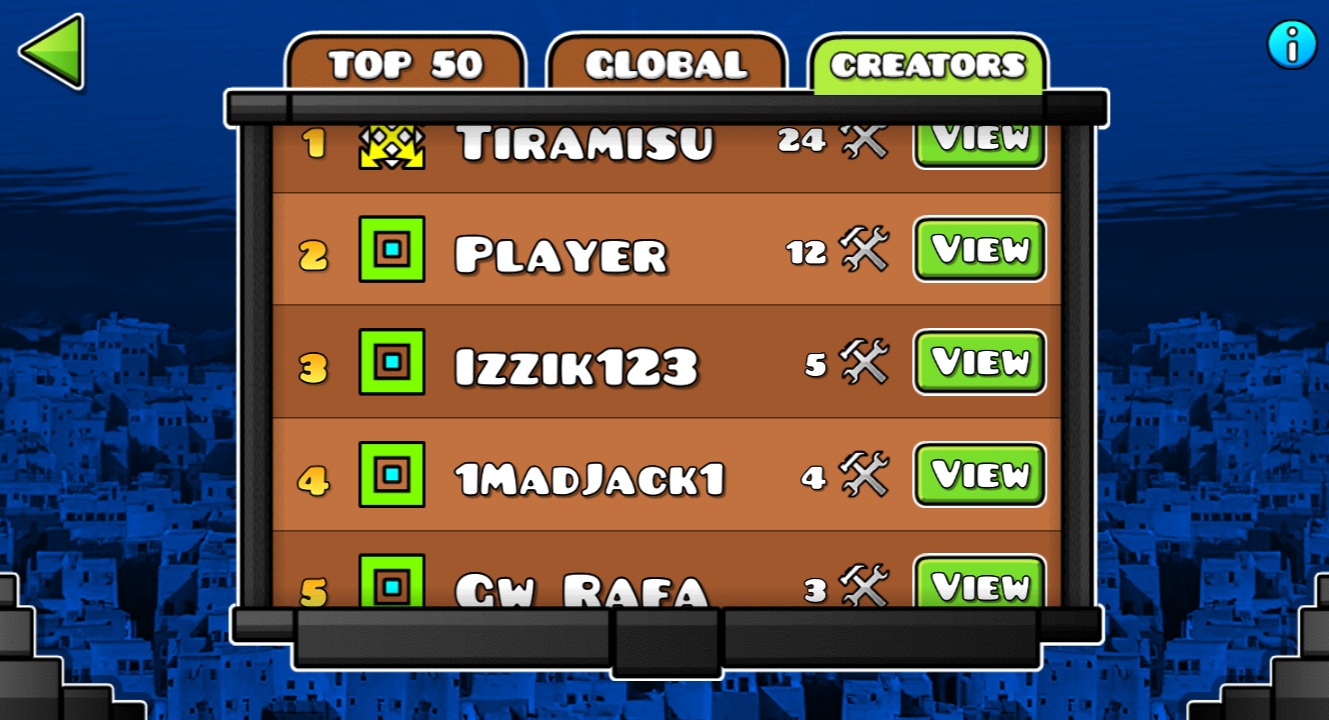 TOP 50 GLOBAL CREATORS
1 TIRAMISU 24 VIEW
2 PLAYER 12 VIEW
3 IZZIK123 5 VIEW
4 1MADJACK1 4 VIEW
5 GW RAFA 3 VIEW